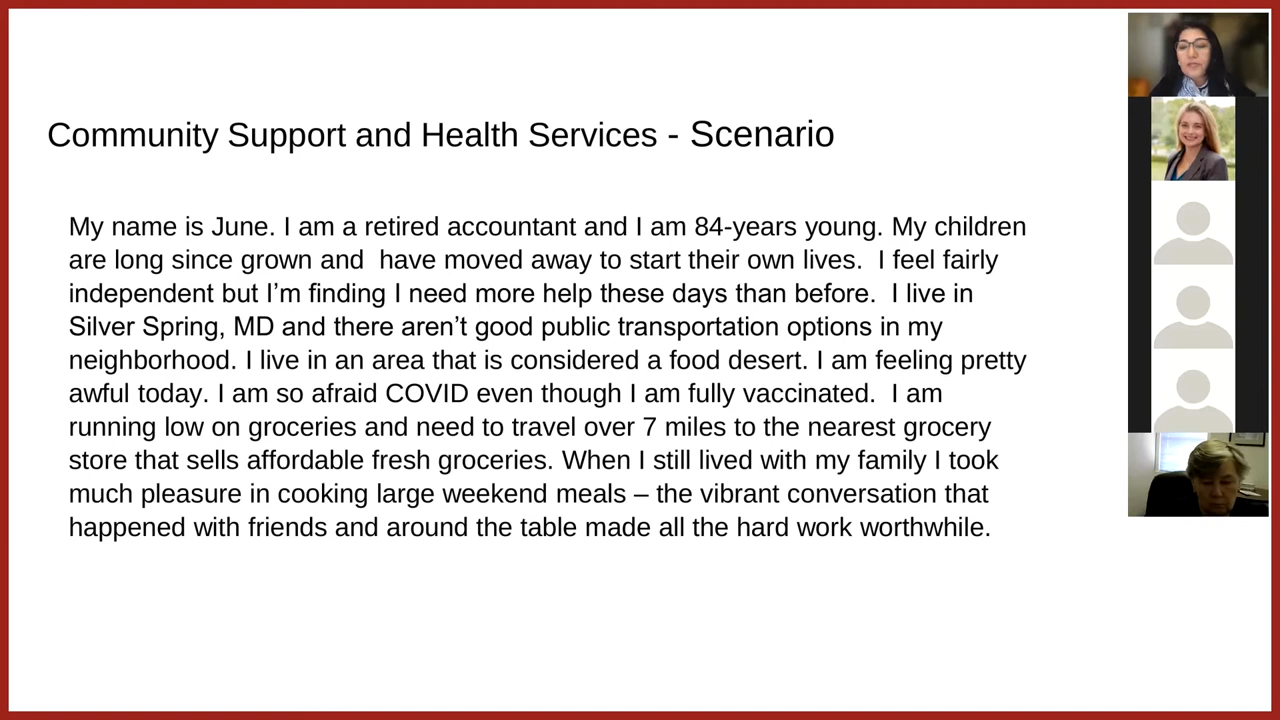 Community Support and Health Services - Scenario
My name is June. I am a retired accountant and I am 84-years young. My children
are long since grown and  have moved away to start their own lives.  I feel fairly
independent but I’m finding I need more help these days than before.  I live in
Silver Spring, MD and there aren’t good public transportation options in my
neighborhood. I live in an area that is considered a food desert. I am feeling pretty
awful today. I am so afraid COVID even though I am fully vaccinated.  I am
running low on groceries and need to travel over 7 miles to the nearest grocery
store that sells affordable fresh groceries. When I still lived with my family I took
much pleasure in cooking large weekend meals – the vibrant conversation that
happened with friends and around the table made all the hard work worthwhile.